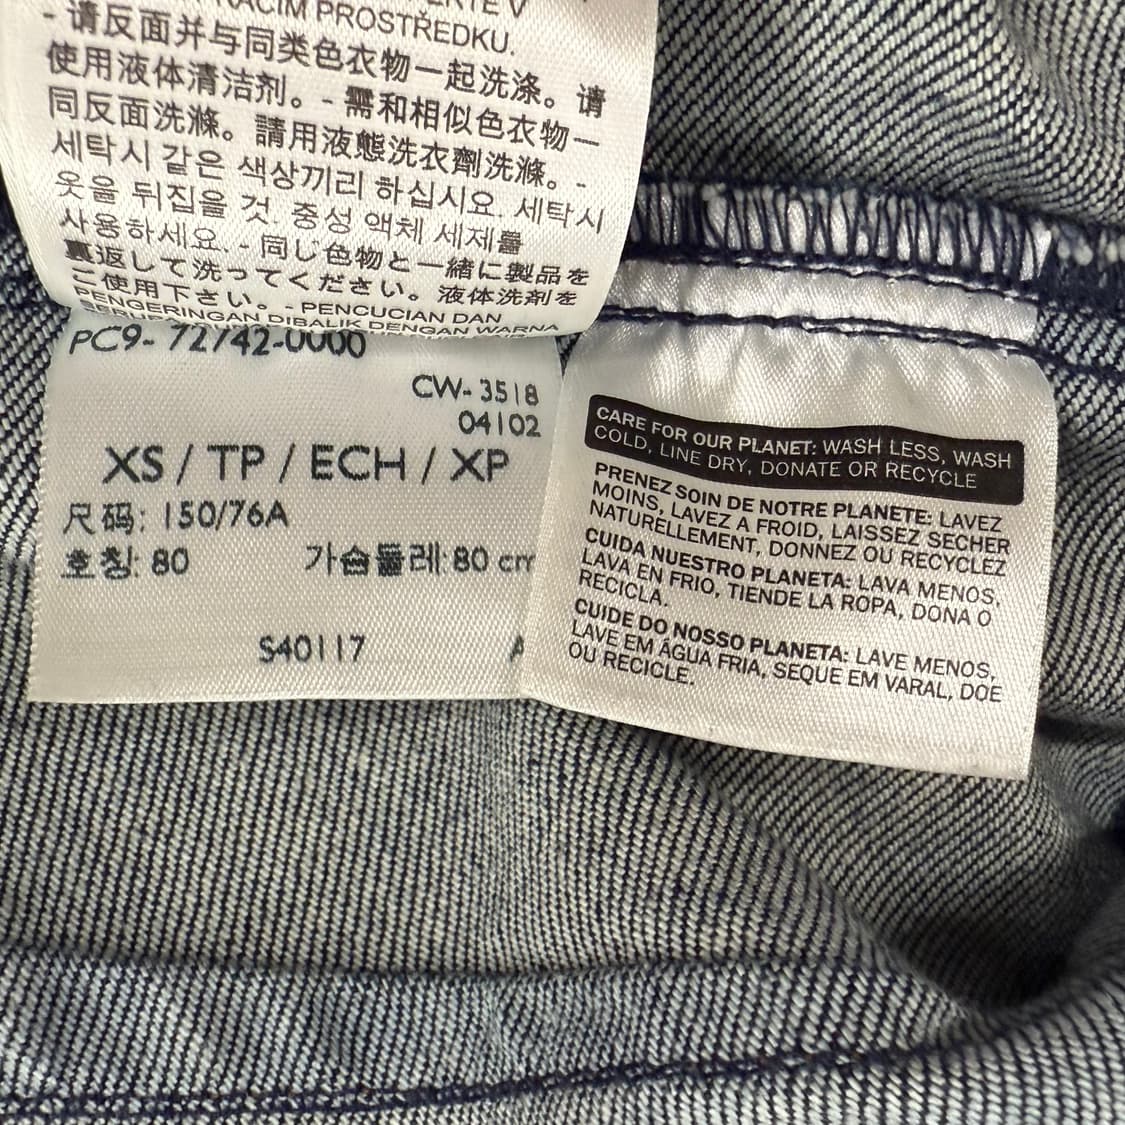 RACÍM PROSTŘEDKU.
- 请反面并与同类色衣物一起洗涤。请
使用液体清洁剂。- 需和相似色衣物一
同反面洗滌。請用液態洗衣劑洗滌。-
세탁시 같은 색상끼리 하십시요. 세탁시
옷을 뒤집을 것. 중성 액체 세제를
사용하세요. - 同じ色物と一緒に製品を
裏返して洗ってください。液体洗剤を
ご使用下さい。- PENCUCIAN DAN
PENGERINGAN DIBALIK DENGAN WARNA
PC9- 72742-0000
CW- 3518
04102
XS / TP / ECH / XP
尺码: 150/76A
호칭: 80 가슴둘레: 80 cm
S40117
CARE FOR OUR PLANET: WASH LESS, WASH
COLD, LINE DRY, DONATE OR RECYCLE
PRENEZ SOIN DE NOTRE PLANETE: LAVEZ
MOINS, LAVEZ A FROID, LAISSEZ SECHER
NATURELLEMENT, DONNEZ OU RECYCLEZ
CUIDA NUESTRO PLANETA: LAVA MENOS,
LAVA EN FRIO, TIENDE LA ROPA, DONA O
RECICLA.
CUIDE DO NOSSO PLANETA: LAVE MENOS,
LAVE EM ÁGUA FRIA, SEQUE EM VARAL, DOE
OU RECICLE.